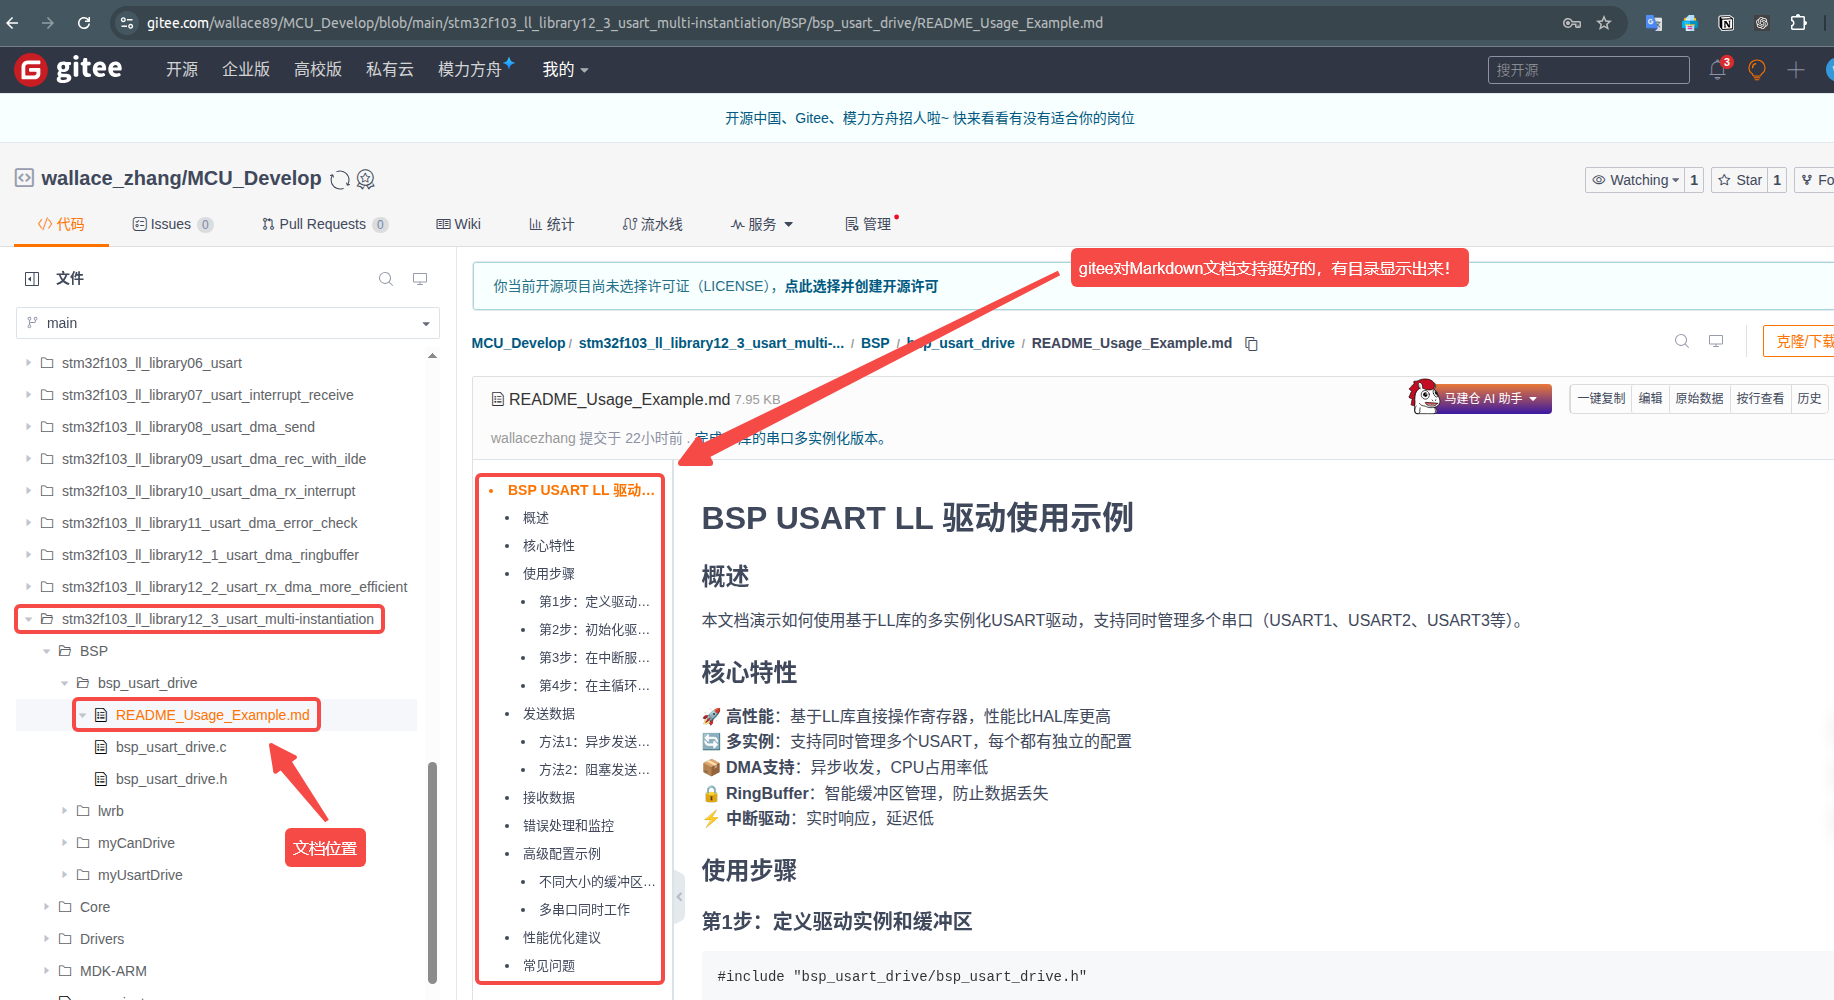 gitee.com/wallace89/MCU_Develop/blob/main/stm32f103_ll_library12_3_usart_multi-instantiation/BSP/bsp_usart_drive/README_Usage_Example.md
gitee 开源 企业版 高校版 私有云 模力方舟 我的 搜开源 3
开源中国、Gitee、模力方舟招人啦~ 快来看看有没有适合你的岗位
wallace_zhang/MCU_Develop
Watching 1 Star 1 Fo
代码 Issues 0 Pull Requests 0 Wiki 统计 流水线 服务 管理
文件
main
stm32f103_ll_library06_usart
stm32f103_ll_library07_usart_interrupt_receive
stm32f103_ll_library08_usart_dma_send
stm32f103_ll_library09_usart_dma_rec_with_ilde
stm32f103_ll_library10_usart_dma_rx_interrupt
stm32f103_ll_library11_usart_dma_error_check
stm32f103_ll_library12_1_usart_dma_ringbuffer
stm32f103_ll_library12_2_usart_rx_dma_more_efficient
stm32f103_ll_library12_3_usart_multi-instantiation
BSP
bsp_usart_drive
README_Usage_Example.md
bsp_usart_drive.c
bsp_usart_drive.h
lwrb
myCanDrive
myUsartDrive
Core
Drivers
MDK-ARM
文档位置
gitee对Markdown文档支持挺好的，有目录显示出来！
你当前开源项目尚未选择许可证（LICENSE），点此选择并创建开源许可
MCU_Develop / stm32f103_ll_library12_3_usart_multi-... / BSP / bsp_usart_drive / README_Usage_Example.md
克隆/下载
README_Usage_Example.md 7.95 KB
马建仓 AI 助手 一键复制 编辑 原始数据 按行查看 历史
wallacezhang 提交于 22小时前 . 完成 库的串口多实例化版本。
BSP USART LL 驱动...
概述
核心特性
使用步骤
第1步：定义驱动...
第2步：初始化驱...
第3步：在中断服...
第4步：在主循环...
发送数据
方法1：异步发送...
方法2：阻塞发送...
接收数据
错误处理和监控
高级配置示例
不同大小的缓冲区...
多串口同时工作
性能优化建议
常见问题
BSP USART LL 驱动使用示例
概述
本文档演示如何使用基于LL库的多实例化USART驱动，支持同时管理多个串口（USART1、USART2、USART3等）。
核心特性
🚀 高性能：基于LL库直接操作寄存器，性能比HAL库更高
🔄 多实例：支持同时管理多个USART，每个都有独立的配置
📦 DMA支持：异步收发，CPU占用率低
🔒 RingBuffer：智能缓冲区管理，防止数据丢失
⚡ 中断驱动：实时响应，延迟低
使用步骤
第1步：定义驱动实例和缓冲区
#include "bsp_usart_drive/bsp_usart_drive.h"